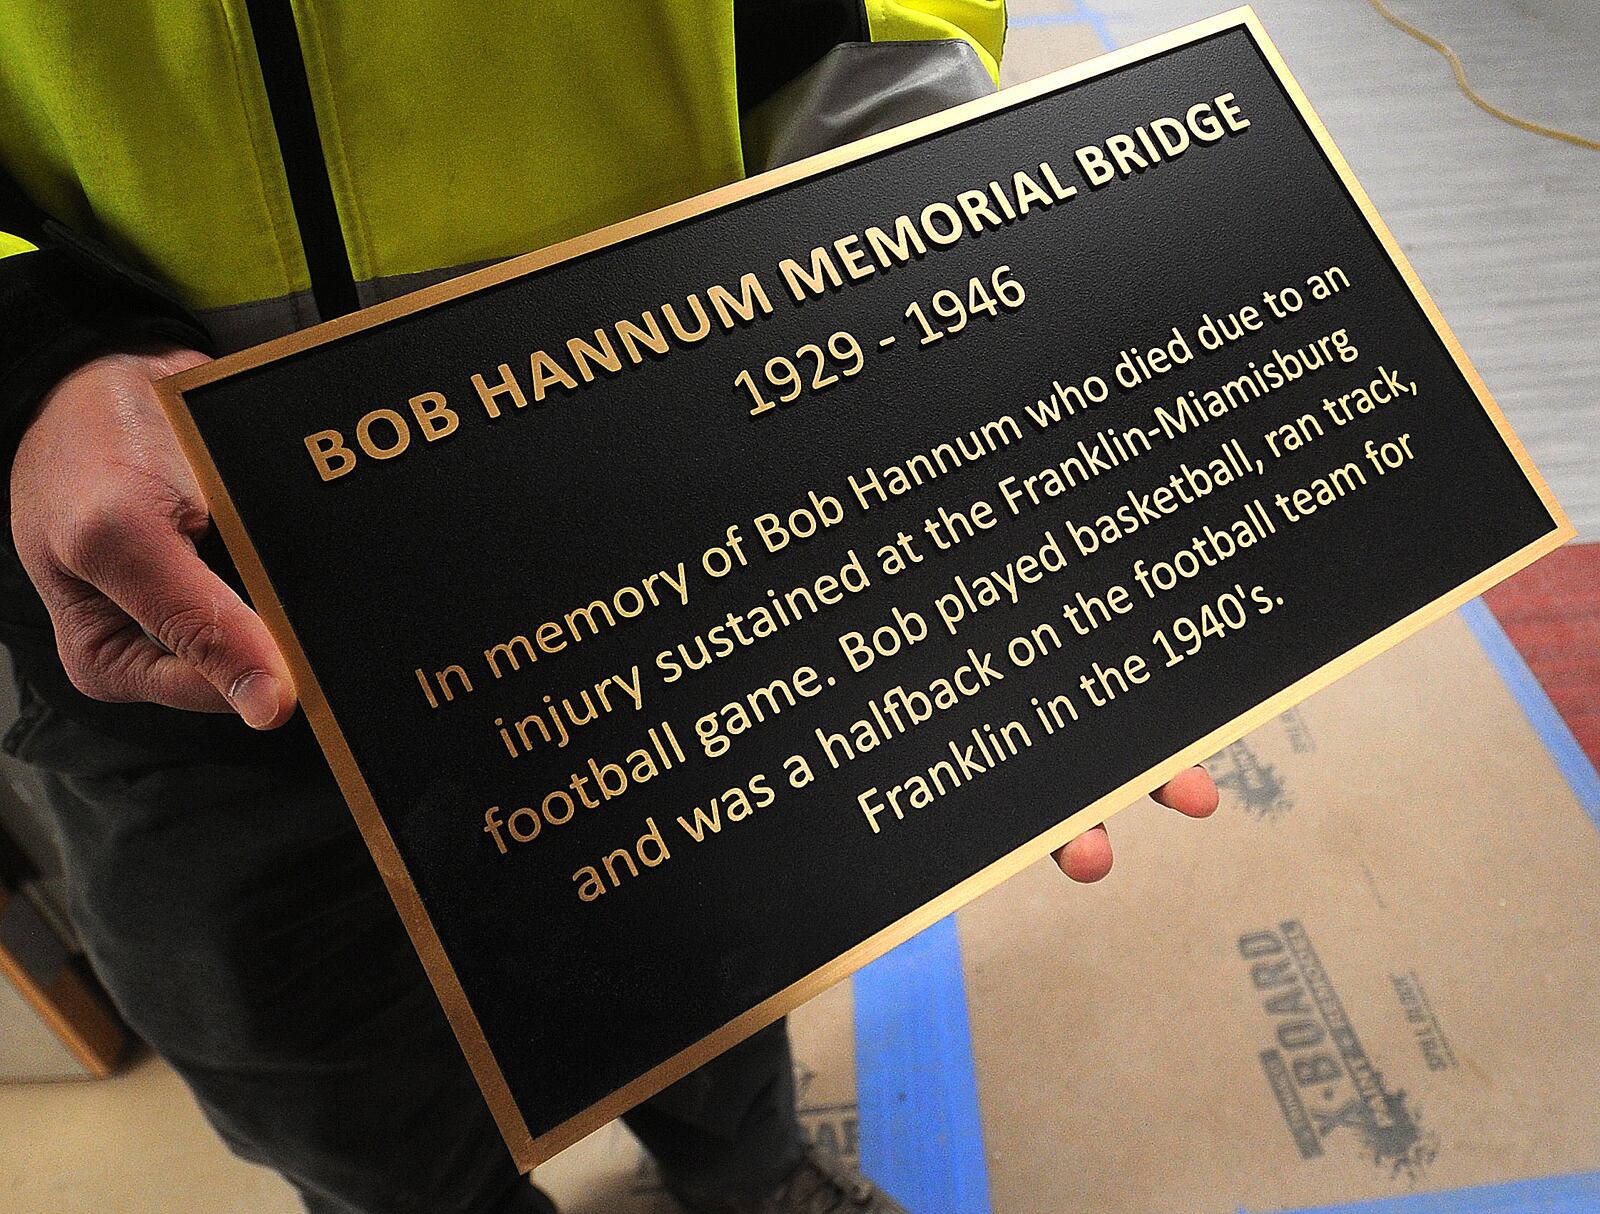 BOB HANNUM MEMORIAL BRIDGE
1929 - 1946
In memory of Bob Hannum who died due to an
injury sustained at the Franklin-Miamisburg
football game. Bob played basketball, ran track,
and was a halfback on the football team for
Franklin in the 1940's.
X-BOARD
SPILL PROOF